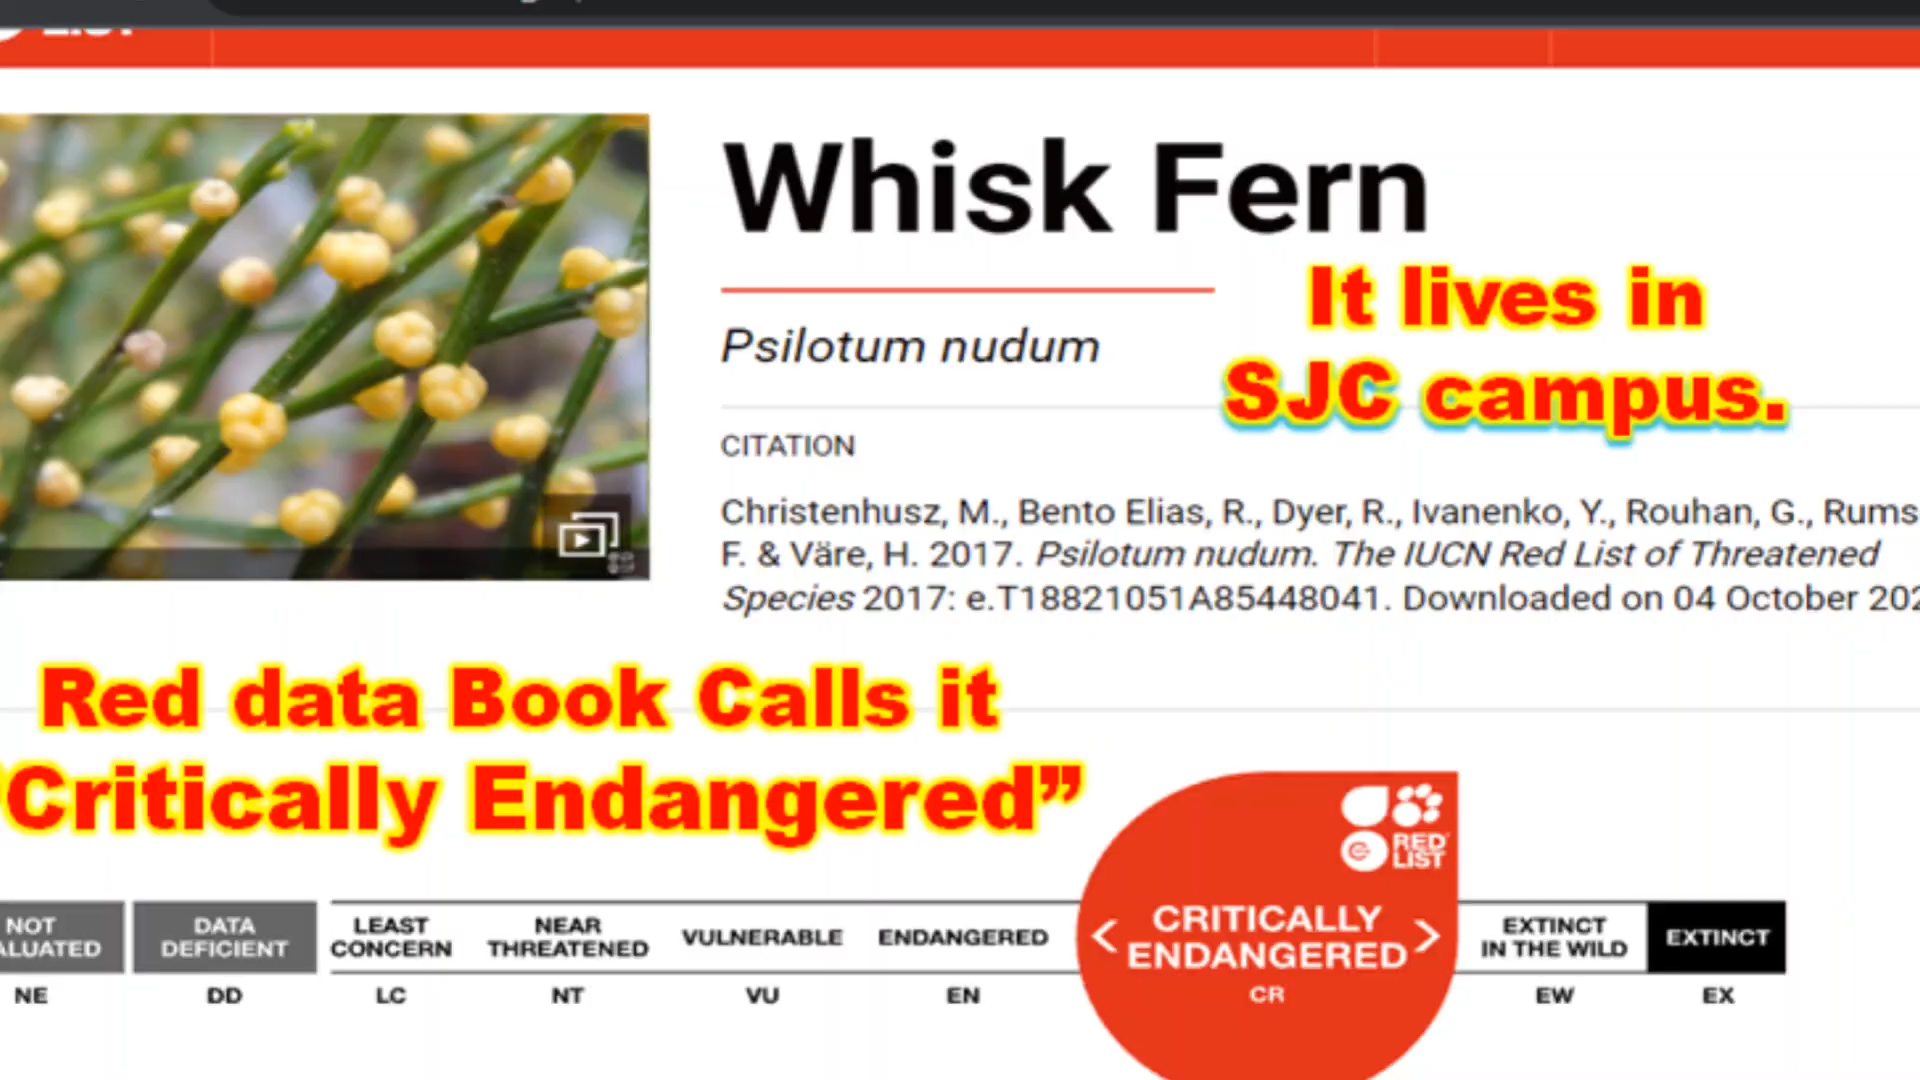 Whisk Fern
It lives in
SJC campus.
Psilotum nudum
CITATION
Christenhusz, M., Bento Elias, R., Dyer, R., Ivanenko, Y., Rouhan, G., Rums
F. & Väre, H. 2017. Psilotum nudum. The IUCN Red List of Threatened
Species 2017: e.T18821051A85448041. Downloaded on 04 October 202
Red data Book Calls it
"Critically Endangered”
RED
LIST
NOT
ALUATED
NE
DATA
DEFICIENT
DD
LEAST
CONCERN
LC
NEAR
THREATENED
NT
VULNERABLE
VU
ENDANGERED
EN
< CRITICALLY
ENDANGERED >
CR
EXTINCT
IN THE WILD
EW
EXTINCT
EX